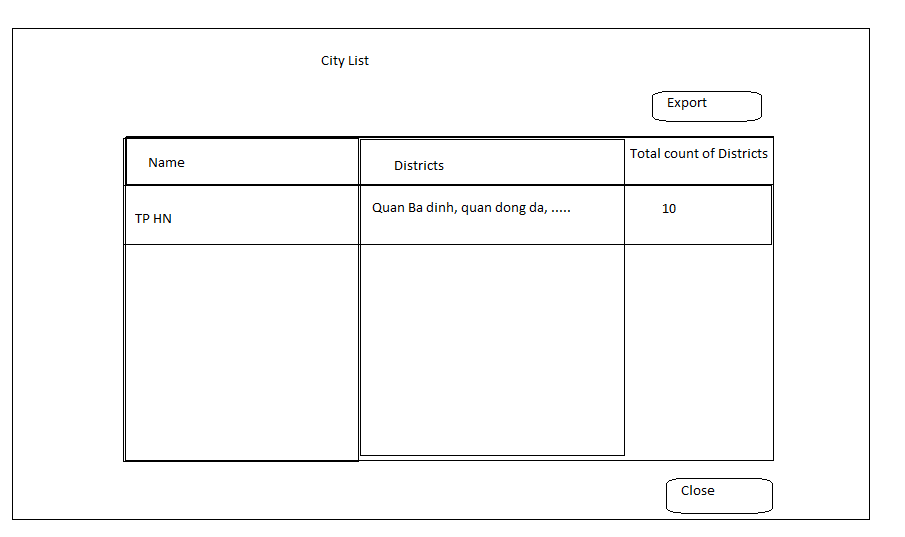 City List
Export
Name
Districts
Total count of Districts
TP HN
Quan Ba dinh, quan dong da, .....
10
Close